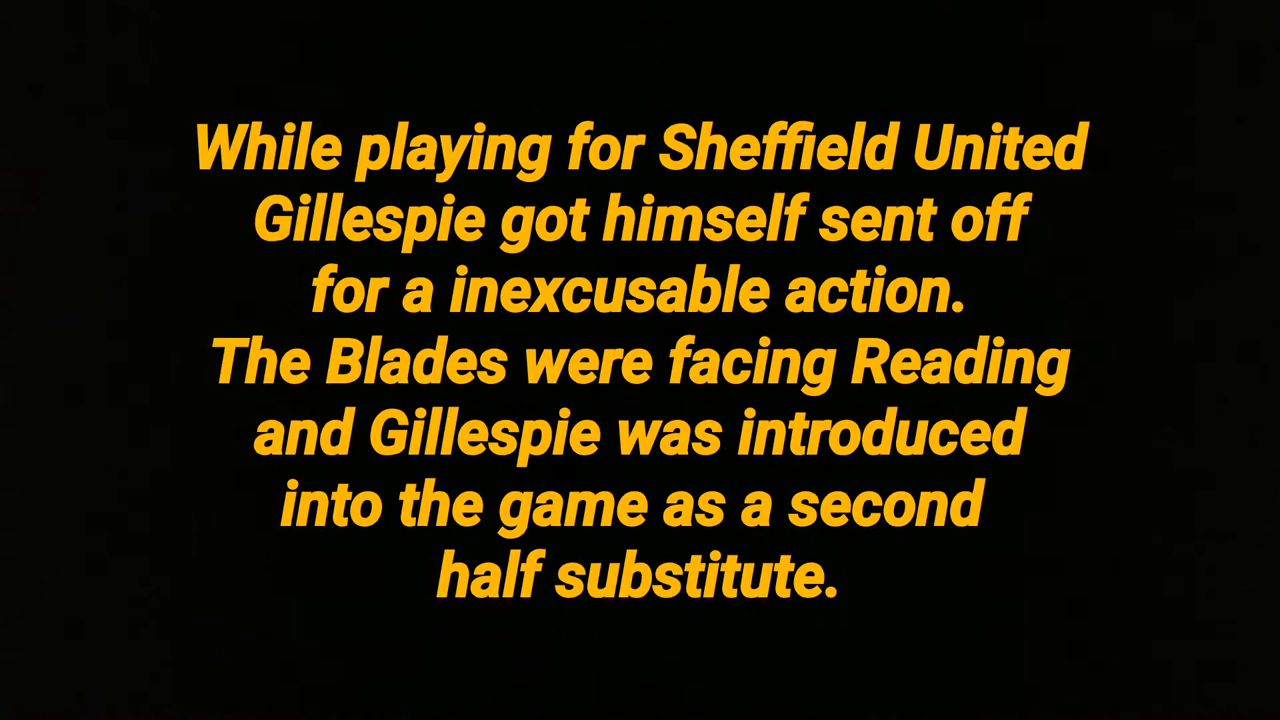 While playing for Sheffield United
Gillespie got himself sent off
for a inexcusable action.
The Blades were facing Reading
and Gillespie was introduced
into the game as a second
half substitute.